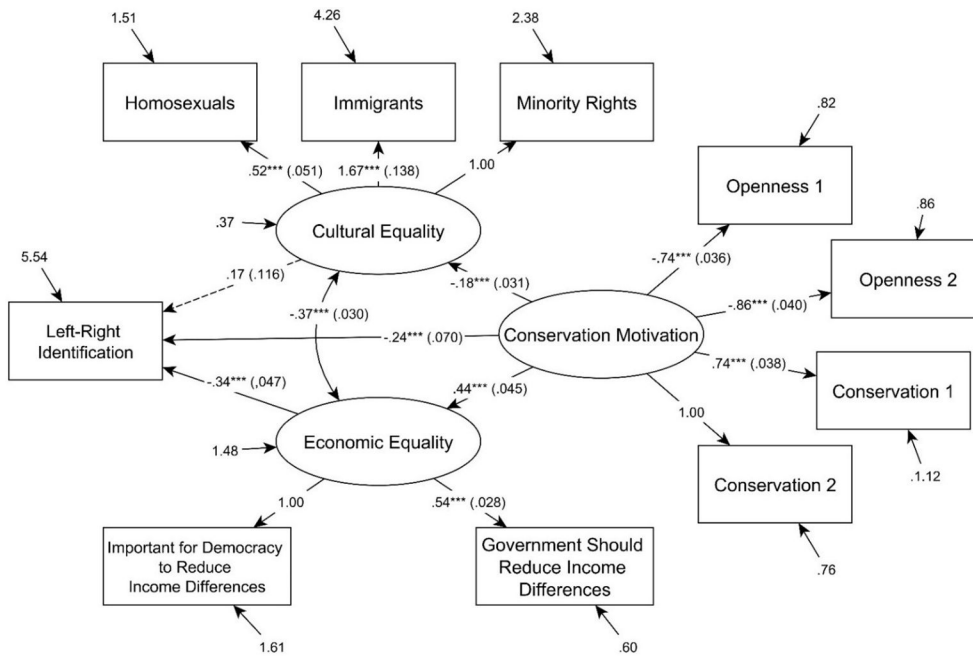 1.51
4.26
2.38
Homosexuals
Immigrants
Minority Rights
.82
.52*** (.051)
1.67*** (.138)
1.00
Openness 1
.86
.37
Cultural Equality
-.74*** (.036)
Openness 2
5.54
.17 (.116)
-.18*** (.031)
-.86*** (.040)
Left-Right
Identification
-.37*** (.030)
-.24*** (.070)
Conservation Motivation
.74*** (.038)
Conservation 1
-.34*** (,047)
.44*** (.045)
1.00
1.48
Economic Equality
.1.12
Conservation 2
1.00
.54*** (.028)
Important for Democracy
to Reduce
Income Differences
Government Should
Reduce Income
Differences
.76
1.61
.60